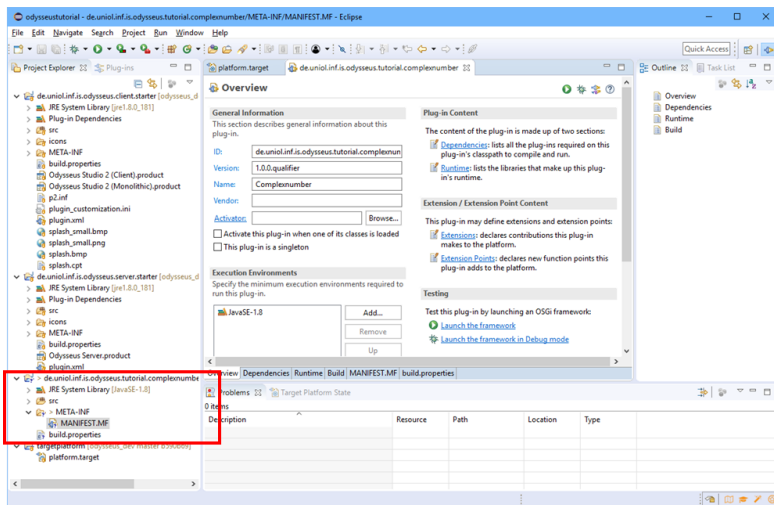 odysseustutorial - de.uniol.inf.is.odysseus.tutorial.complexnumber/META-INF/MANIFEST.MF - Eclipse
File Edit Navigate Search Project Run Window Help
Quick Access
Project Explorer
Plug-ins
de.uniol.inf.is.odysseus.client.starter [odysseus_d
JRE System Library [jre1.8.0_181]
Plug-in Dependencies
src
icons
META-INF
build.properties
Odysseus Studio 2 (Client).product
Odysseus Studio 2 (Monolithic).product
p2.inf
plugin_customization.ini
plugin.xml
splash_small.bmp
splash_small.png
splash.bmp
splash.cpt
de.uniol.inf.is.odysseus.server.starter [odysseus_d
JRE System Library [jre1.8.0_181]
Plug-in Dependencies
src
icons
META-INF
build.properties
Odysseus Server.product
plugin.xml
> de.uniol.inf.is.odysseus.tutorial.complexnumbe
JRE System Library [JavaSE-1.8]
src
> META-INF
MANIFEST.MF
build.properties
targetplatform [odysseus_dev master
platform.target
platform.target
de.uniol.inf.is.odysseus.tutorial.complexnumber
Overview
General Information
This section describes general information about this
plug-in.
ID: de.uniol.inf.is.odysseus.tutorial.complexnun
Version: 1.0.0.qualifier
Name: Complexnumber
Vendor:
Activator: Browse...
Activate this plug-in when one of its classes is loaded
This plug-in is a singleton
Execution Environments
Specify the minimum execution environments required to
run this plug-in.
JavaSE-1.8
Add...
Remove
Up
Plug-in Content
The content of the plug-in is made up of two sections:
Dependencies: lists all the plug-ins required on this
plug-in's classpath to compile and run.
Runtime: lists the libraries that make up this plug-
in's runtime.
Extension / Extension Point Content
This plug-in may define extensions and extension points:
Extensions: declares contributions this plug-in
makes to the platform.
Extension Points: declares new function points this
plug-in adds to the platform.
Testing
Test this plug-in by launching an OSGi framework:
Launch the framework
Launch the framework in Debug mode
Overview Dependencies Runtime Build MANIFEST.MF build.properties
Problems
Target Platform State
0 items
Description Resource Path Location Type
Outline
Task List
Overview
Dependencies
Runtime
Build